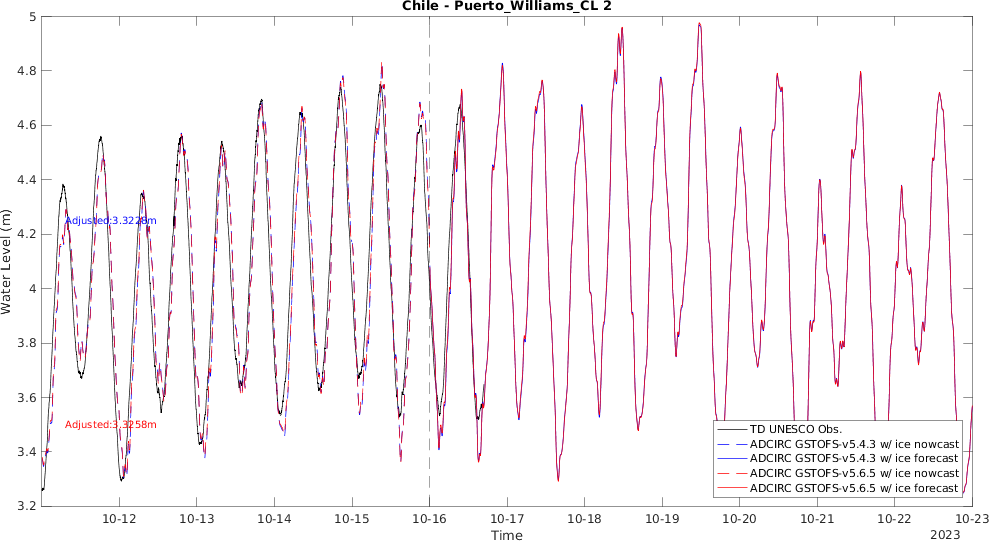 Chile - Puerto_Williams_CL 2
5
4.8
4.6
4.4
4.2
4
3.8
3.6
3.4
3.2
Water Level (m)
Adjusted:3.3228m
Adjusted:3.3258m
TD UNESCO Obs.
ADCIRC GSTOFS-v5.4.3 w/ ice nowcast
ADCIRC GSTOFS-v5.4.3 w/ ice forecast
ADCIRC GSTOFS-v5.6.5 w/ ice nowcast
ADCIRC GSTOFS-v5.6.5 w/ ice forecast
10-12 10-13 10-14 10-15 10-16 10-17 10-18 10-19 10-20 10-21 10-22 10-23
Time
2023